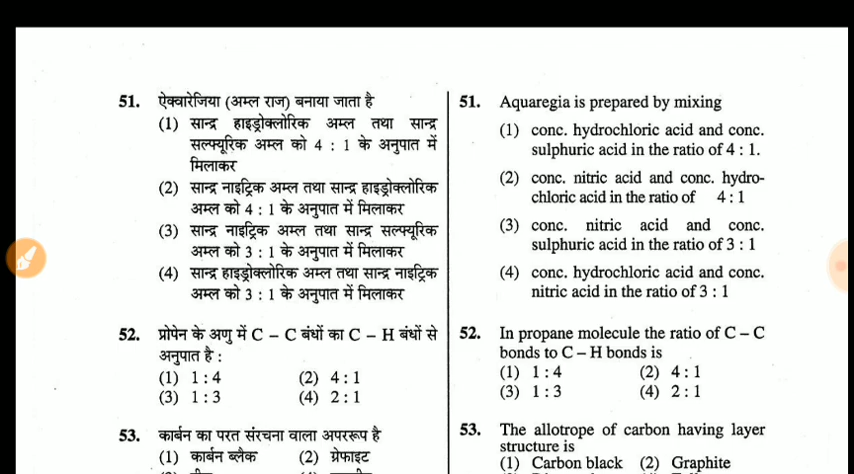 51. ऐक्वारेजिया (अम्ल राज) बनाया जाता है
(1) सान्द्र हाइड्रोक्लोरिक अम्ल तथा सान्द्र
सल्फ्यूरिक अम्ल को 4 : 1 के अनुपात में
मिलाकर
(2) सान्द्र नाइट्रिक अम्ल तथा सान्द्र हाइड्रोक्लोरिक
अम्ल को 4 : 1 के अनुपात में मिलाकर
(3) सान्द्र नाइट्रिक अम्ल तथा सान्द्र सल्फ्यूरिक
अम्ल को 3 : 1 के अनुपात में मिलाकर
(4) सान्द्र हाइड्रोक्लोरिक अम्ल तथा सान्द्र नाइट्रिक
अम्ल को 3 : 1 के अनुपात में मिलाकर
52. प्रोपेन के अणु में C – C बंधों का C – H बंधों से
अनुपात है :
(1) 1 : 4 (2) 4 : 1
(3) 1 : 3 (4) 2 : 1
53. कार्बन का परत संरचना वाला अपररूप है
(1) कार्बन ब्लैक (2) ग्रेफाइट
51. Aquaregia is prepared by mixing
(1) conc. hydrochloric acid and conc.
sulphuric acid in the ratio of 4 : 1.
(2) conc. nitric acid and conc. hydro-
chloric acid in the ratio of 4 : 1
(3) conc. nitric acid and conc.
sulphuric acid in the ratio of 3 : 1
(4) conc. hydrochloric acid and conc.
nitric acid in the ratio of 3 : 1
52. In propane molecule the ratio of C – C
bonds to C – H bonds is
(1) 1 : 4 (2) 4 : 1
(3) 1 : 3 (4) 2 : 1
53. The allotrope of carbon having layer
structure is
(1) Carbon black (2) Graphite